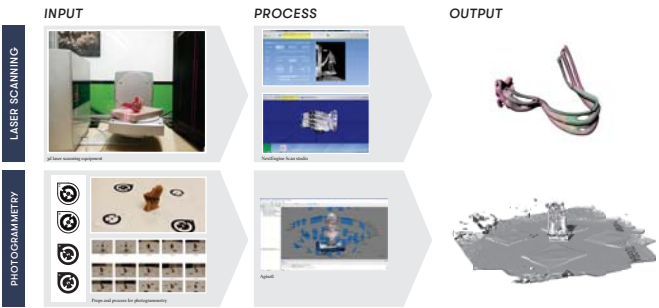 INPUT
PROCESS
OUTPUT
LASER SCANNING
3d laser scanning equipment
NextEngine Scan studio
PHOTOGRAMMETRY
Props and process for photogrammetry
Agisoft